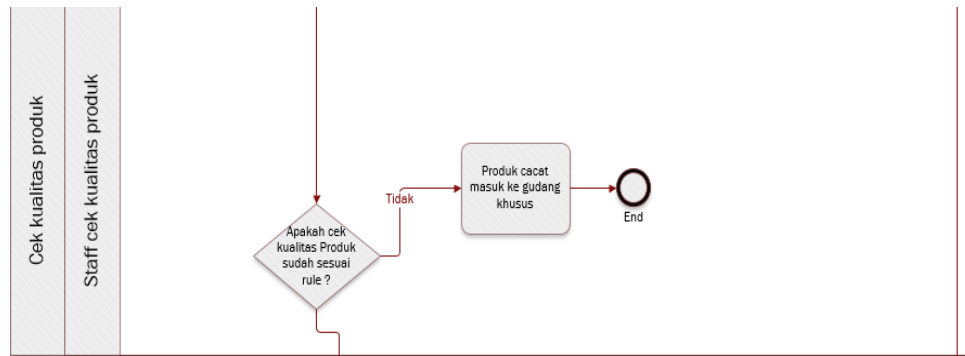 Cek kualitas produk
Staff cek kualitas produk
Apakah cek
kualitas Produk
sudah sesuai
rule ?
Tidak
Produk cacat
masuk ke gudang
khusus
End